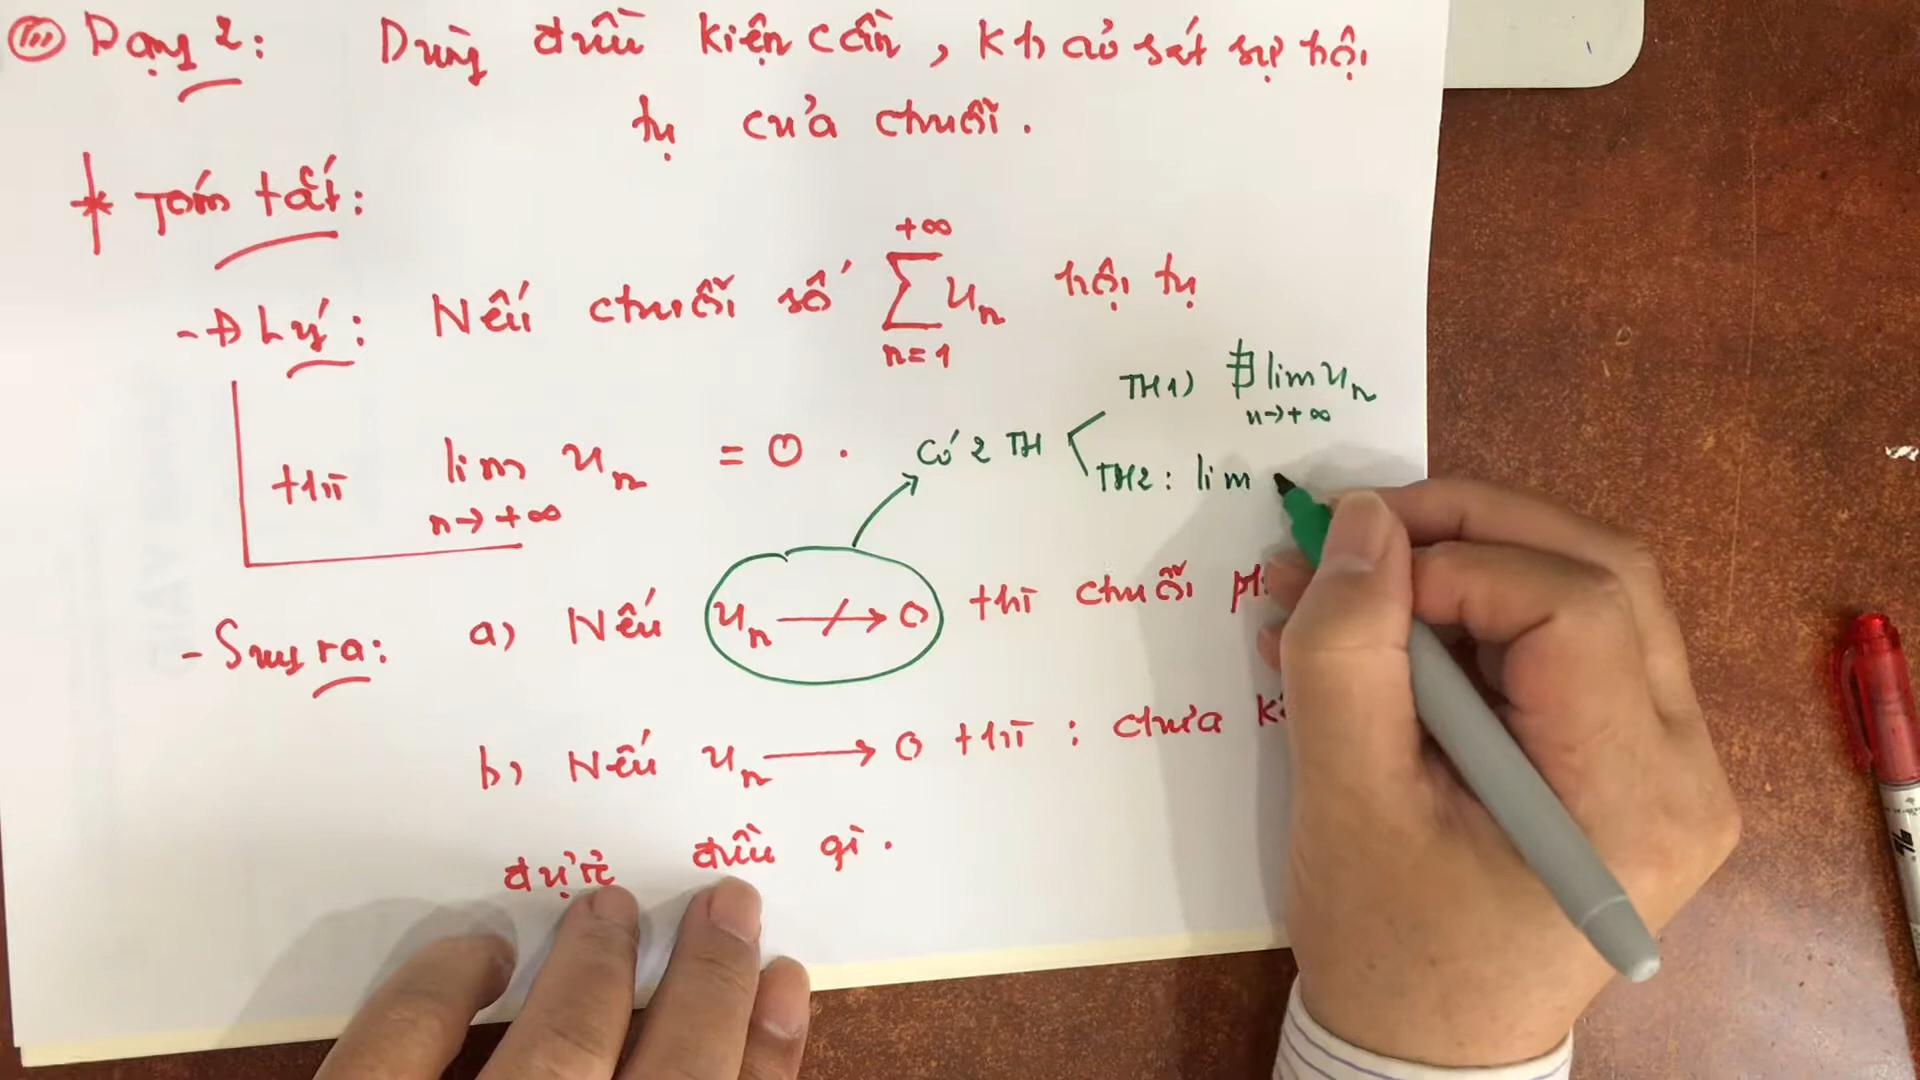 III Dạng 2: Dùng điều kiện cần, khảo sát sự hội
tụ của chuỗi.
* Tóm tắt:
- Đ Lý: Nếu chuỗi số ∑_{n=1}^{+∞} u_n hội tụ
thì lim_{n→+∞} u_n = 0.
Có 2 TH
TH1) ∄ lim_{n→+∞} u_n
TH2: lim
- Suy ra: a) Nếu u_n ↛ 0 thì chuỗi
b) Nếu u_n → 0 thì: chưa
được điều gì.